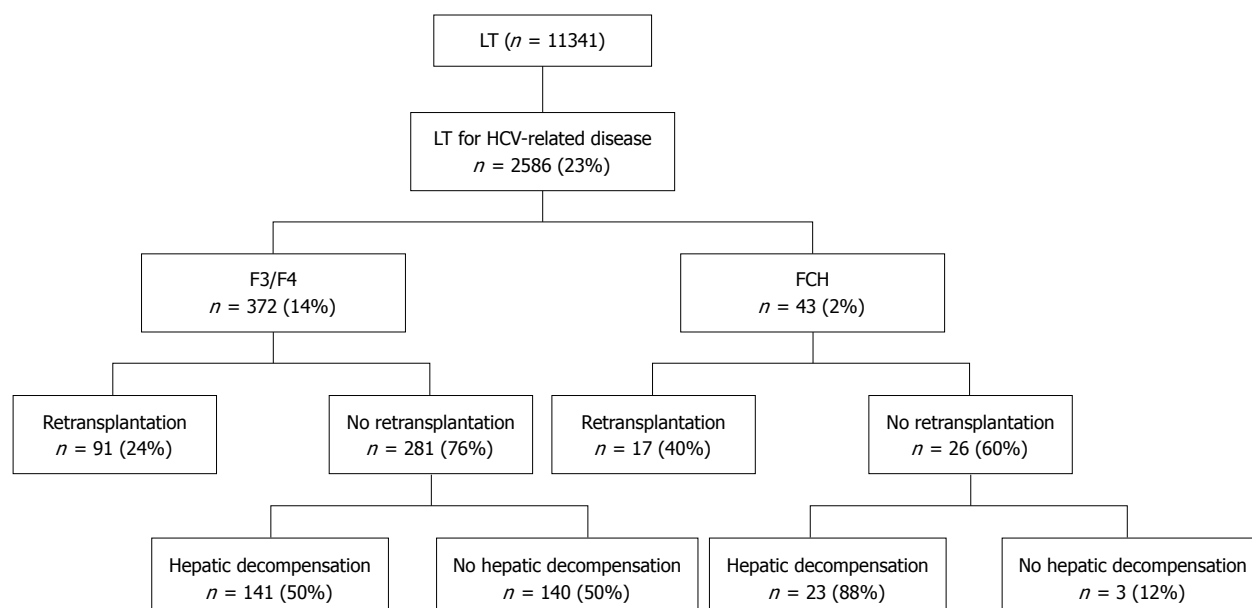 LT (n = 11341)
LT for HCV-related disease
n = 2586 (23%)
F3/F4
n = 372 (14%)
FCH
n = 43 (2%)
Retransplantation
n = 91 (24%)
No retransplantation
n = 281 (76%)
Retransplantation
n = 17 (40%)
No retransplantation
n = 26 (60%)
Hepatic decompensation
n = 141 (50%)
No hepatic decompensation
n = 140 (50%)
Hepatic decompensation
n = 23 (88%)
No hepatic decompensation
n = 3 (12%)